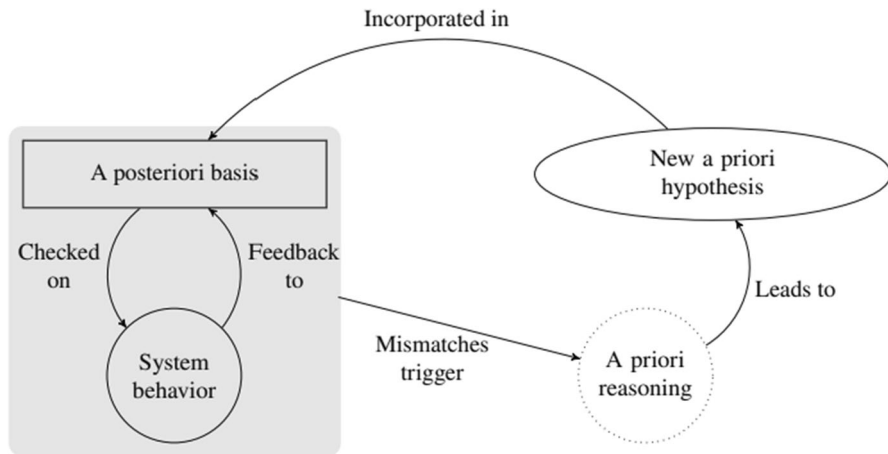 Incorporated in
A posteriori basis
New a priori
hypothesis
Checked
on
Feedback
to
Leads to
Mismatches
trigger
System
behavior
A priori
reasoning